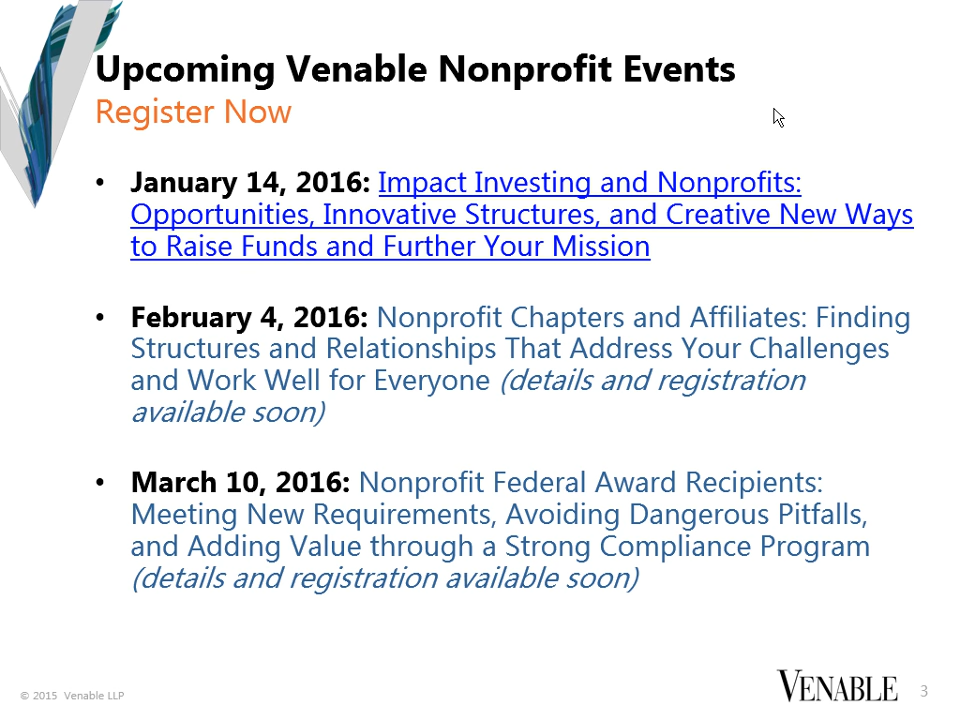 Upcoming Venable Nonprofit Events
Register Now
• January 14, 2016: Impact Investing and Nonprofits:
Opportunities, Innovative Structures, and Creative New Ways
to Raise Funds and Further Your Mission
• February 4, 2016: Nonprofit Chapters and Affiliates: Finding
Structures and Relationships That Address Your Challenges
and Work Well for Everyone (details and registration
available soon)
• March 10, 2016: Nonprofit Federal Award Recipients:
Meeting New Requirements, Avoiding Dangerous Pitfalls,
and Adding Value through a Strong Compliance Program
(details and registration available soon)
© 2015 Venable LLP
VENABLE
3